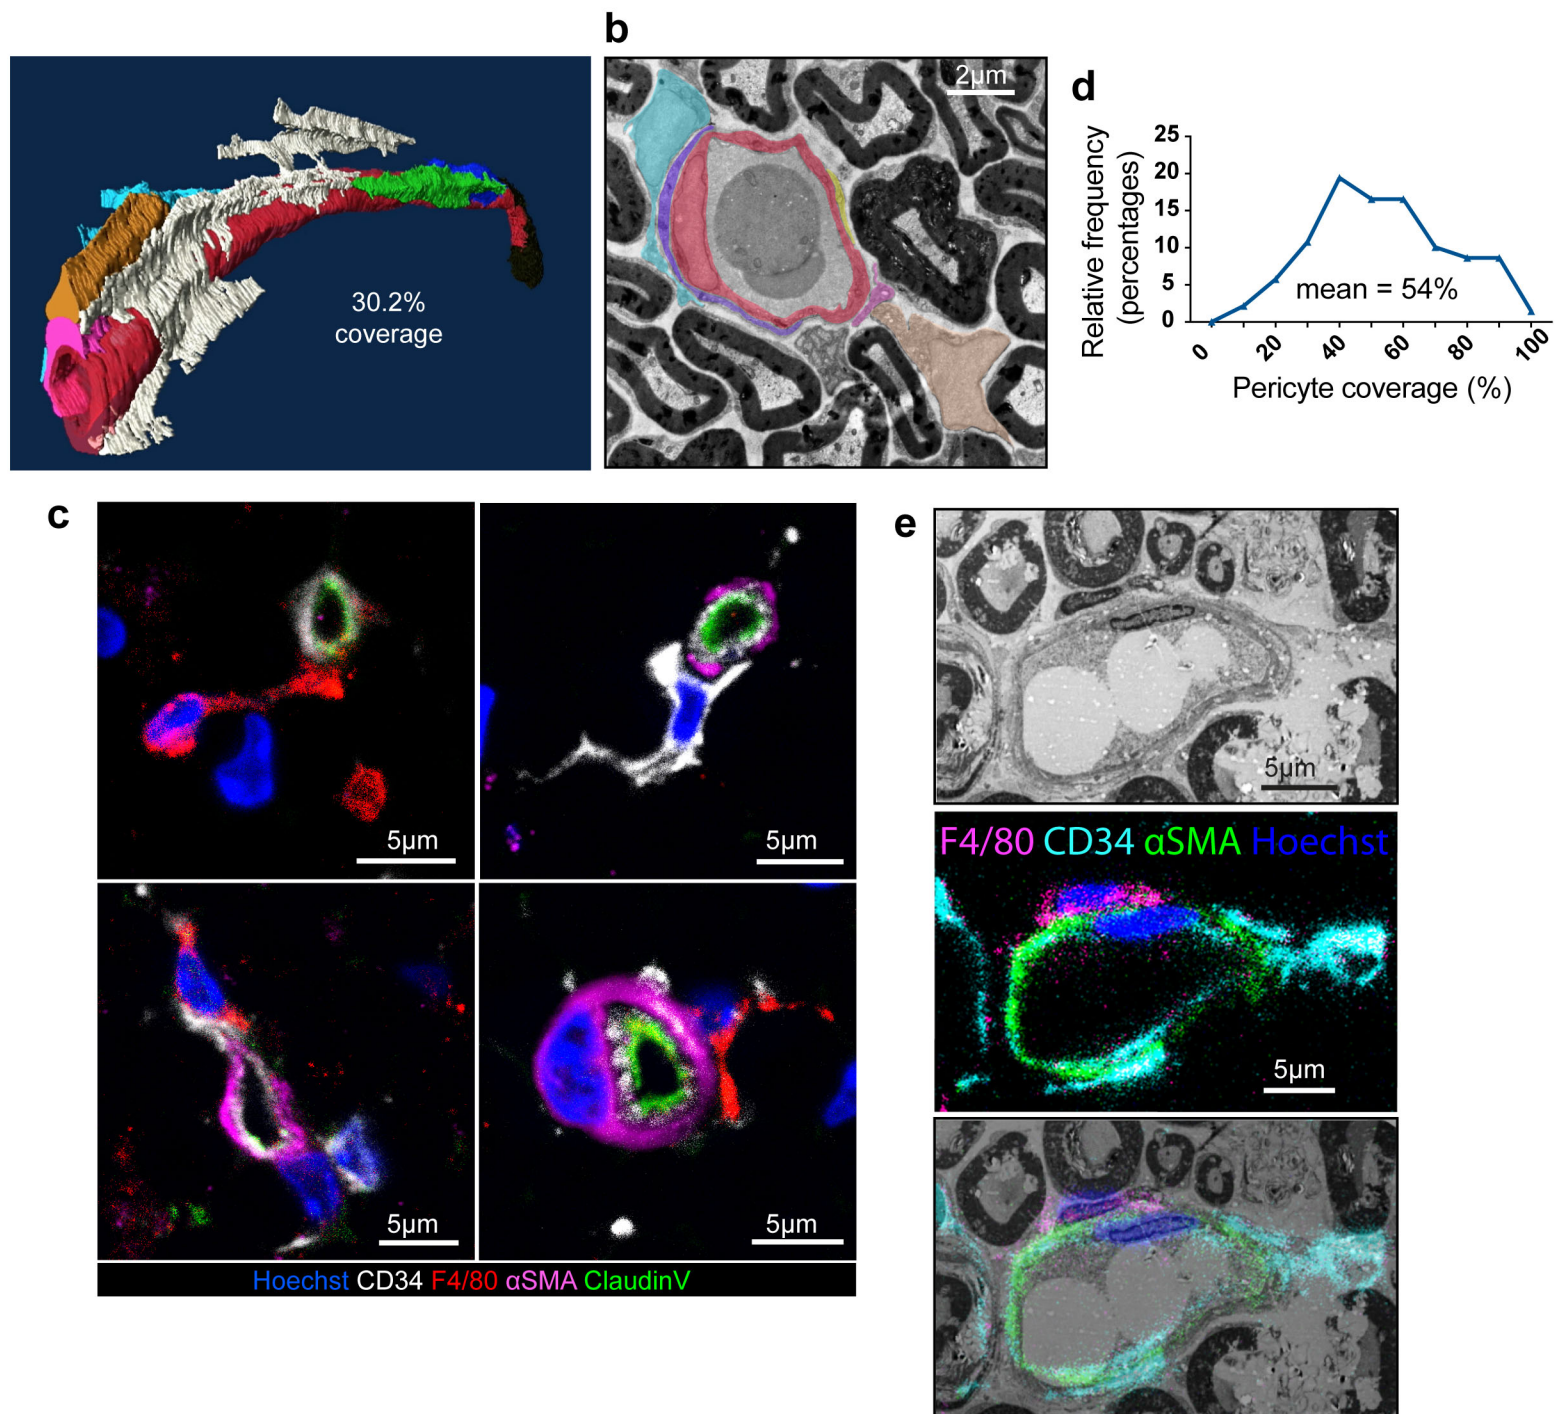 b
2µm
30.2%
coverage
d
Relative frequency
(percentages)
25
20
15
10
5
0
mean = 54%
0
20
40
60
80
100
Pericyte coverage (%)
c
5µm
5µm
5µm
5µm
Hoechst CD34 F4/80 αSMA ClaudinV
e
5µm
F4/80 CD34 αSMA Hoechst
5µm